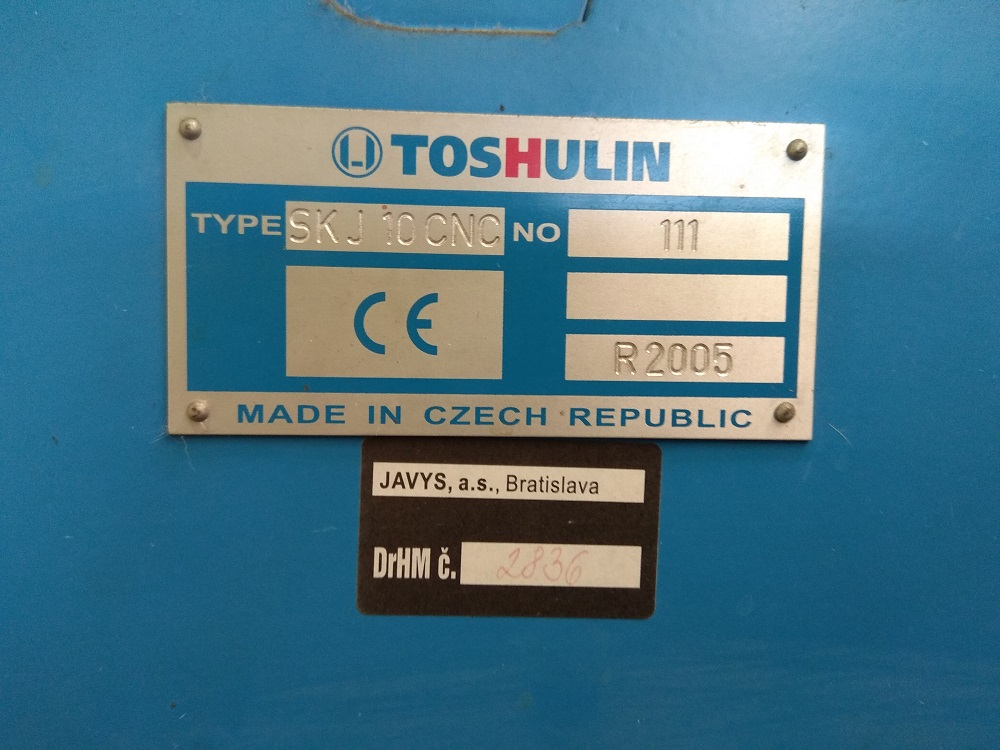 TOSHULIN
TYPE SKJ 10 CNC NO 111
CE
R2005
MADE IN CZECH REPUBLIC
JAVYS, a.s., Bratislava
DrHM č. 2836